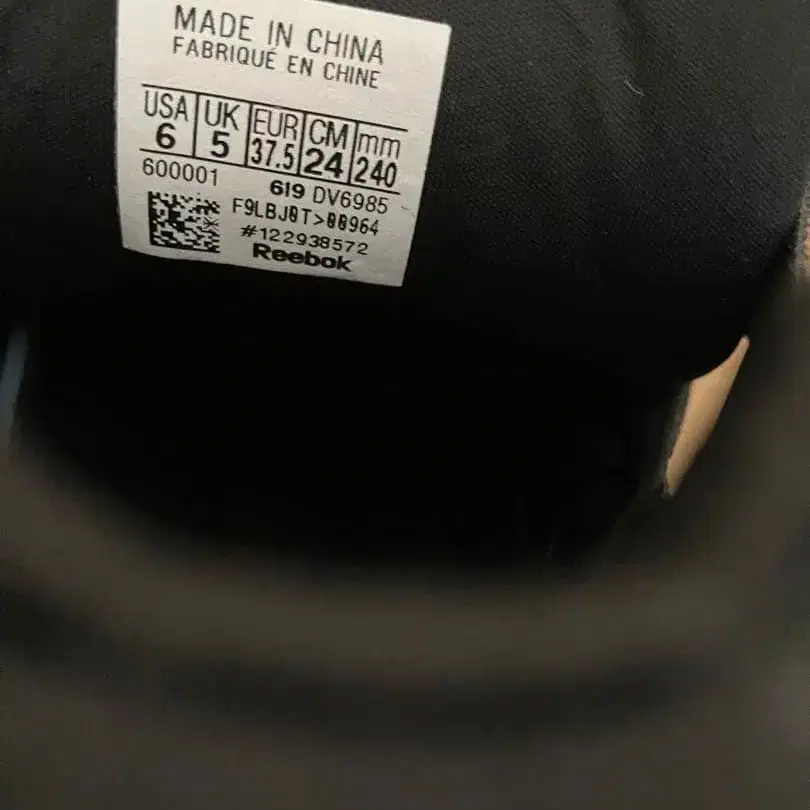 MADE IN CHINA
FABRIQUÉ EN CHINE
USA UK EUR CM mm
6 5 37.5 24 240
600001 619 DV6985
F9LBJ0T>00964
#122938572
Reebok